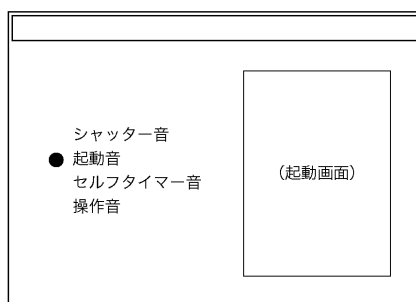 シャッター音
起動音
セルフタイマー音
操作音
（起動画面）